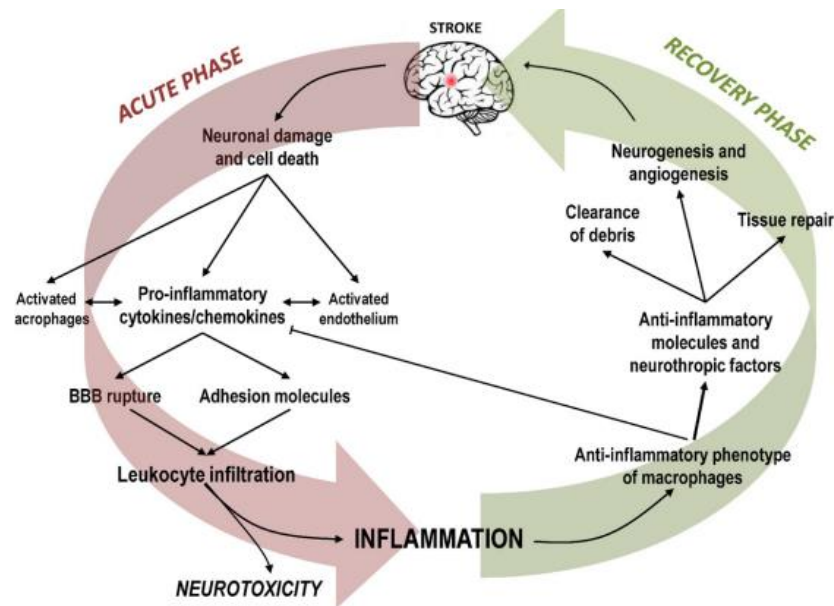 STROKE
ACUTE PHASE
RECOVERY PHASE
Neuronal damage
and cell death
Neurogenesis and
angiogenesis
Clearance
of debris
Tissue repair
Activated
acrophages
Pro-inflammatory
cytokines/chemokines
Activated
endothelium
Anti-inflammatory
molecules and
neurothropic factors
BBB rupture
Adhesion molecules
Leukocyte infiltration
Anti-inflammatory phenotype
of macrophages
INFLAMMATION
NEUROTOXICITY